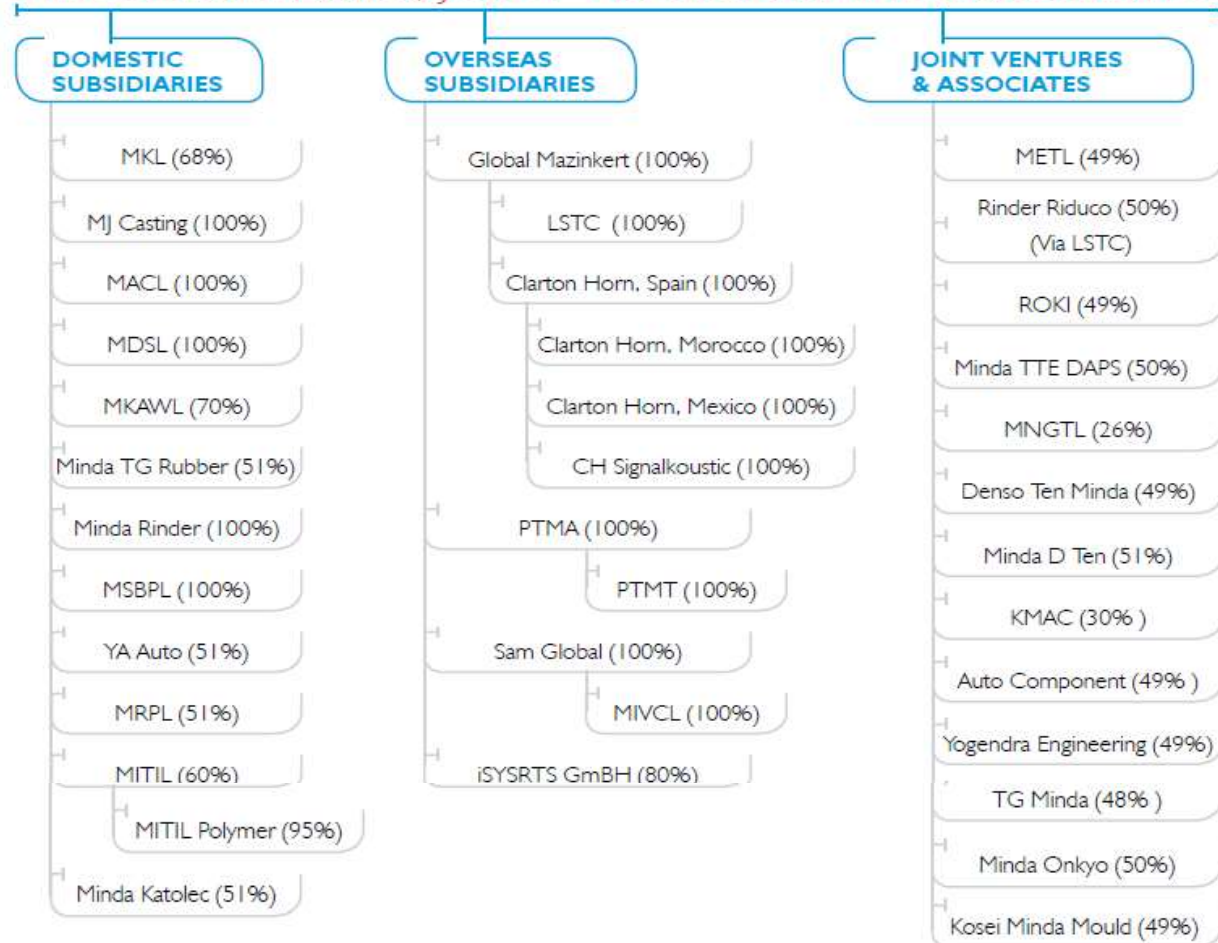 DOMESTIC
SUBSIDIARIES
MKL (68%)
MJ Casting (100%)
MACL (100%)
MDSL (100%)
MKAWL (70%)
Minda TG Rubber (51%)
Minda Rinder (100%)
MSBPL (100%)
YA Auto (51%)
MRPL (51%)
MITIL (60%)
MITIL Polymer (95%)
Minda Katolec (51%)
OVERSEAS
SUBSIDIARIES
Global Mazinkert (100%)
LSTC (100%)
Clarton Horn, Spain (100%)
Clarton Horn, Morocco (100%)
Clarton Horn, Mexico (100%)
CH Signalkoustic (100%)
PTMA (100%)
PTMT (100%)
Sam Global (100%)
MIVCL (100%)
iSYSRTS GmBH (80%)
JOINT VENTURES
& ASSOCIATES
METL (49%)
Rinder Riduco (50%)
(Via LSTC)
ROKI (49%)
Minda TTE DAPS (50%)
MNGTL (26%)
Denso Ten Minda (49%)
Minda D Ten (51%)
KMAC (30% )
Auto Component (49% )
Yogendra Engineering (49%)
TG Minda (48% )
Minda Onkyo (50%)
Kosei Minda Mould (49%)